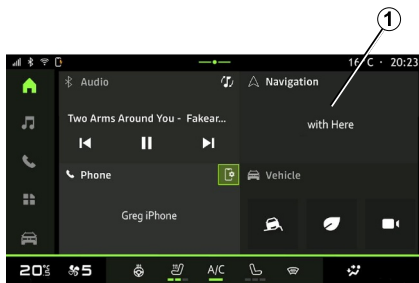 1
16°C · 20:23
Audio
Navigation
Two Arms Around You - Fakear...
with Here
Phone
Vehicle
Greg iPhone
20°5 5 A/C